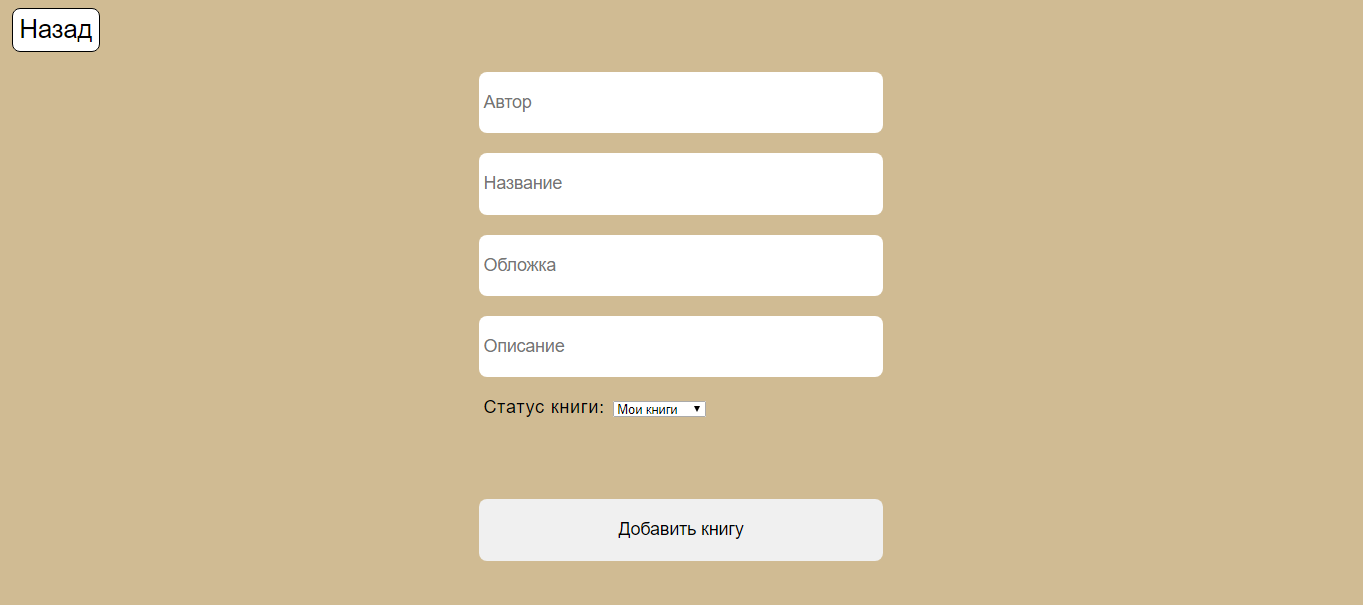 Назад
Автор
Название
Обложка
Описание
Статус книги: Мои книги
Добавить книгу